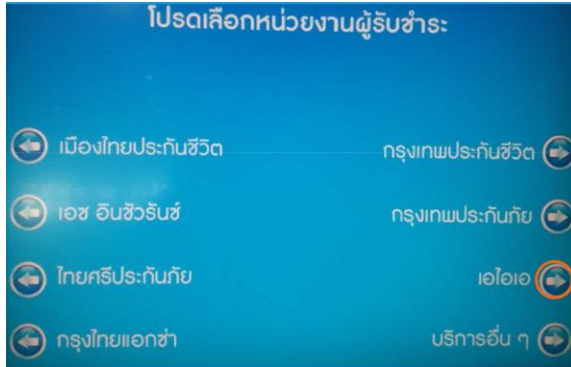 โปรดเลือกหน่วยงานผู้รับชำระ
เมืองไทยประกันชีวิต
กรุงเทพประกันชีวิต
เอซ อินชัวรันซ์
กรุงเทพประกันภัย
ไทยศรีประกันภัย
เอไอเอ
กรุงไทยแอกซ่า
บริการอื่น ๆ